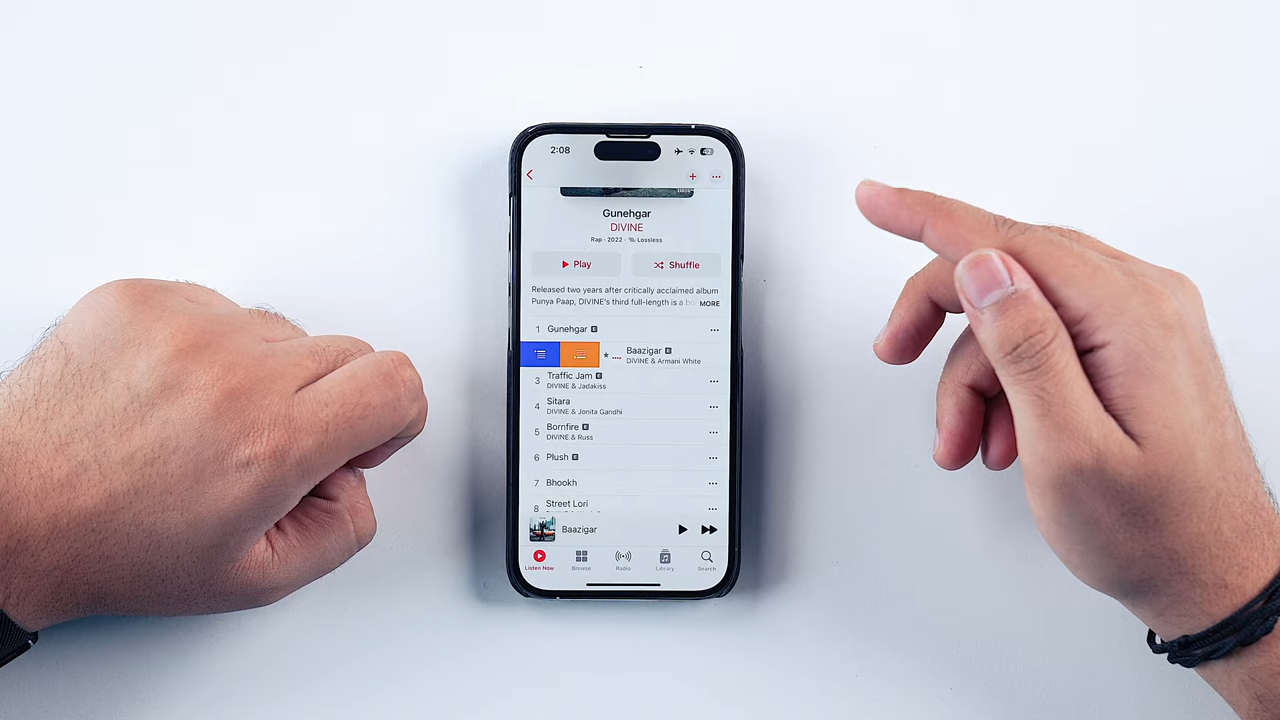 2:08
Gunehgar
DIVINE
Rap · 2022 · Lossless
Play
Shuffle
Released two years after critically acclaimed album
Punya Paap, DIVINE's third full-length is a bo MORE
1 Gunehgar E
Baazigar E
DIVINE & Armani White
3 Traffic Jam E
DIVINE & Jadakiss
4 Sitara
DIVINE & Jonita Gandhi
5 Bornfire E
DIVINE & Russ
6 Plush E
7 Bhookh
8 Street Lori
Baazigar
Listen Now Browse Radio Library Search